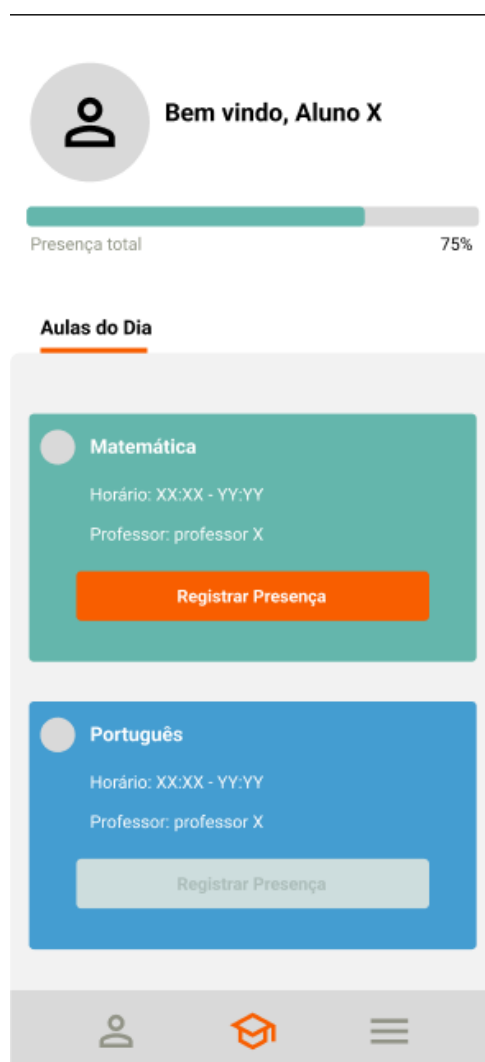 Bem vindo, Aluno X
Presença total
75%
Aulas do Dia
Matemática
Horário: XX:XX - YY:YY
Professor: professor X
Registrar Presença
Português
Horário: XX:XX - YY:YY
Professor: professor X
Registrar Presença